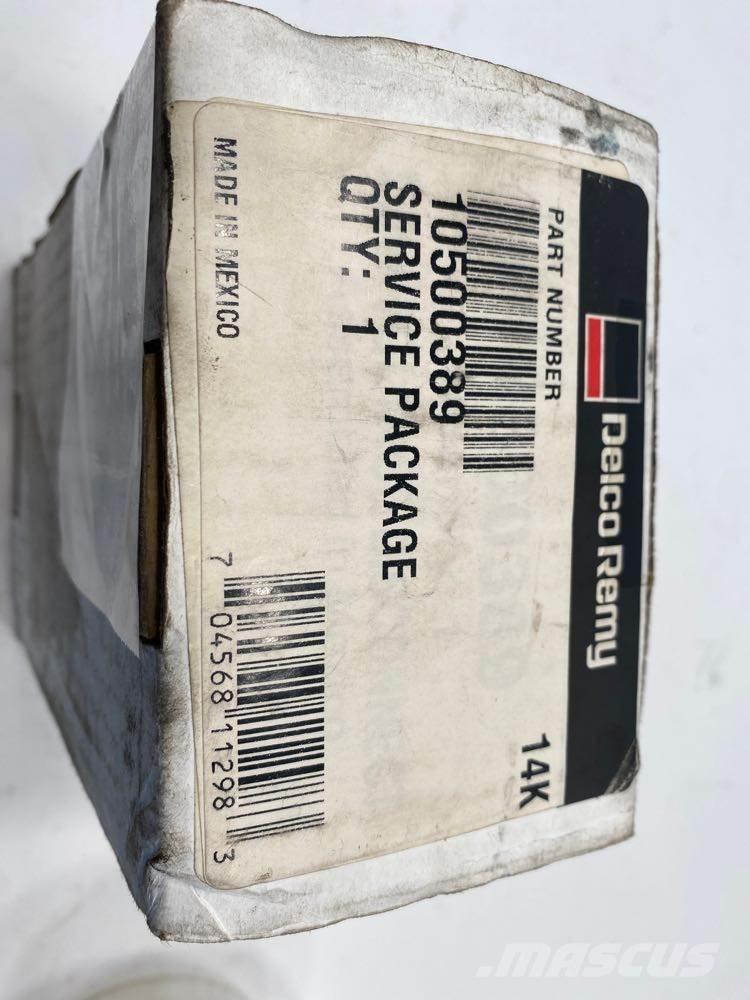 Delco Remy
PART NUMBER
14K
10500389
SERVICE PACKAGE
QTY: 1
MADE IN MEXICO
7 04568 11298 3
MASCUS